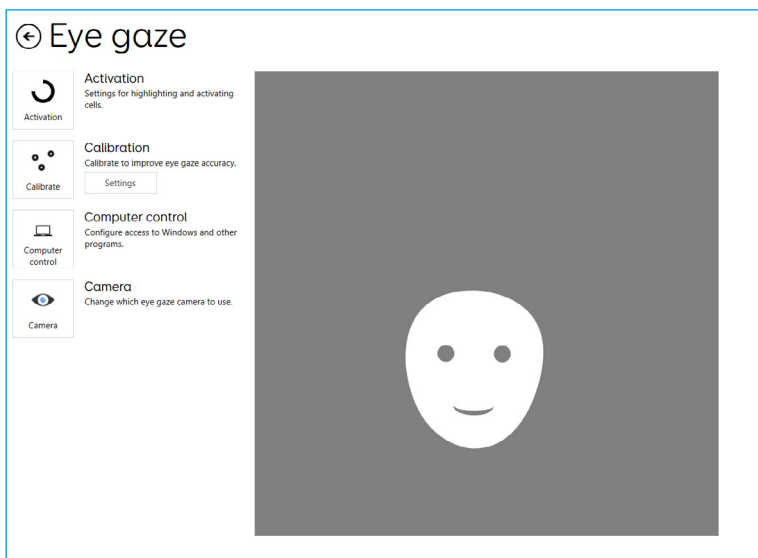 Eye gaze
Activation
Activation
Settings for highlighting and activating
cells.
Calibrate
Calibration
Calibrate to improve eye gaze accuracy.
Settings
Computer
control
Computer control
Configure access to Windows and other
programs.
Camera
Camera
Change which eye gaze camera to use.